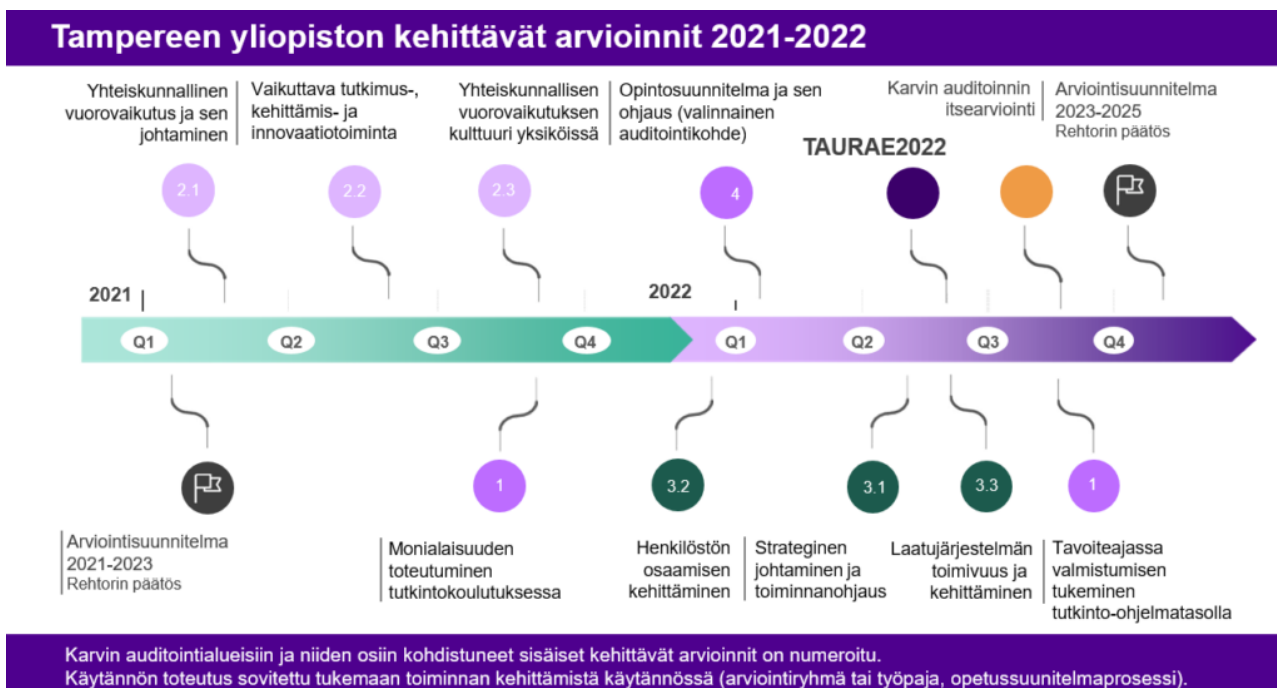 Tampereen yliopiston kehittävät arvioinnit 2021-2022
Yhteiskunnallinen
vuorovaikutus ja sen
johtaminen
Vaikuttava tutkimus-,
kehittämis- ja
innovaatiotoiminta
Yhteiskunnallisen
vuorovaikutuksen
kulttuuri yksiköissä
Opintosuunnitelma ja sen
ohjaus (valinnainen
auditointikohde)
Karvin auditoinnin
itsearviointi
Arviointisuunnitelma
2023-2025
Rehtorin päätös
TAURAE2022
2.1
2.2
2.3
4
2021
2022
Q1
Q2
Q3
Q4
Q1
Q2
Q3
Q4
1
3.2
3.1
3.3
1
Arviointisuunnitelma
2021-2023
Rehtorin päätös
Monialaisuuden
toteutuminen
tutkintokoulutuksessa
Henkilöstön
osaamisen
kehittäminen
Strateginen
johtaminen ja
toiminnanohjaus
Laatujärjestelmän
toimivuus ja
kehittäminen
Tavoiteajassa
valmistumisen
tukeminen
tutkinto-ohjelmatasolla
Karvin auditointialueisiin ja niiden osiin kohdistuneet sisäiset kehittävät arvioinnit on numeroitu.
Käytännön toteutus sovitettu tukemaan toiminnan kehittämistä käytännössä (arviointiryhmä tai työpaja, opetussuunnitelmaprosessi).